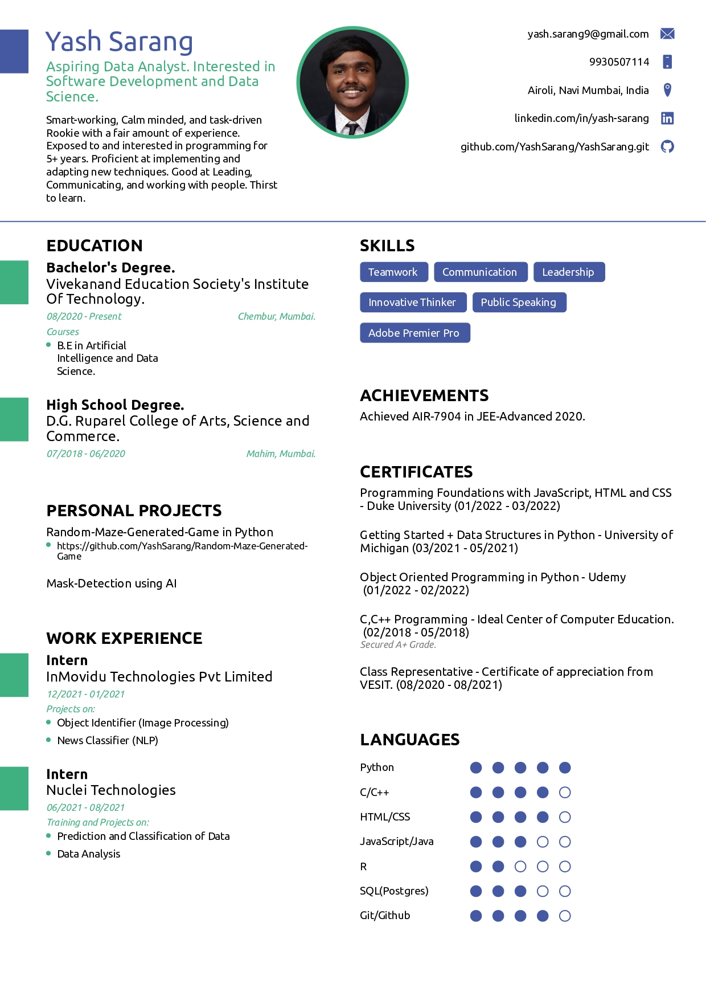 Yash Sarang
Aspiring Data Analyst. Interested in
Software Development and Data
Science.
Smart-working, Calm minded, and task-driven
Rookie with a fair amount of experience.
Exposed to and interested in programming for
5+ years. Proficient at implementing and
adapting new techniques. Good at Leading,
Communicating, and working with people. Thirst
to learn.
yash.sarang9@gmail.com
9930507114
Airoli, Navi Mumbai, India
linkedin.com/in/yash-sarang
github.com/YashSarang/YashSarang.git
EDUCATION
Bachelor's Degree.
Vivekanand Education Society's Institute
Of Technology.
08/2020 - Present Chembur, Mumbai.
Courses
B.E in Artificial
Intelligence and Data
Science.
High School Degree.
D.G. Ruparel College of Arts, Science and
Commerce.
07/2018 - 06/2020 Mahim, Mumbai.
PERSONAL PROJECTS
Random-Maze-Generated-Game in Python
https://github.com/YashSarang/Random-Maze-Generated-
Game
Mask-Detection using AI
WORK EXPERIENCE
Intern
InMovidu Technologies Pvt Limited
12/2021 - 01/2021
Projects on:
Object Identifier (Image Processing)
News Classifier (NLP)
Intern
Nuclei Technologies
06/2021 - 08/2021
Training and Projects on:
Prediction and Classification of Data
Data Analysis
SKILLS
Teamwork Communication Leadership
Innovative Thinker Public Speaking
Adobe Premier Pro
ACHIEVEMENTS
Achieved AIR-7904 in JEE-Advanced 2020.
CERTIFICATES
Programming Foundations with JavaScript, HTML and CSS
- Duke University (01/2022 - 03/2022)
Getting Started + Data Structures in Python - University of
Michigan (03/2021 - 05/2021)
Object Oriented Programming in Python - Udemy
(01/2022 - 02/2022)
C,C++ Programming - Ideal Center of Computer Education.
(02/2018 - 05/2018)
Secured A+ Grade.
Class Representative - Certificate of appreciation from
VESIT. (08/2020 - 08/2021)
LANGUAGES
Python
C/C++
HTML/CSS
JavaScript/Java
R
SQL(Postgres)
Git/Github